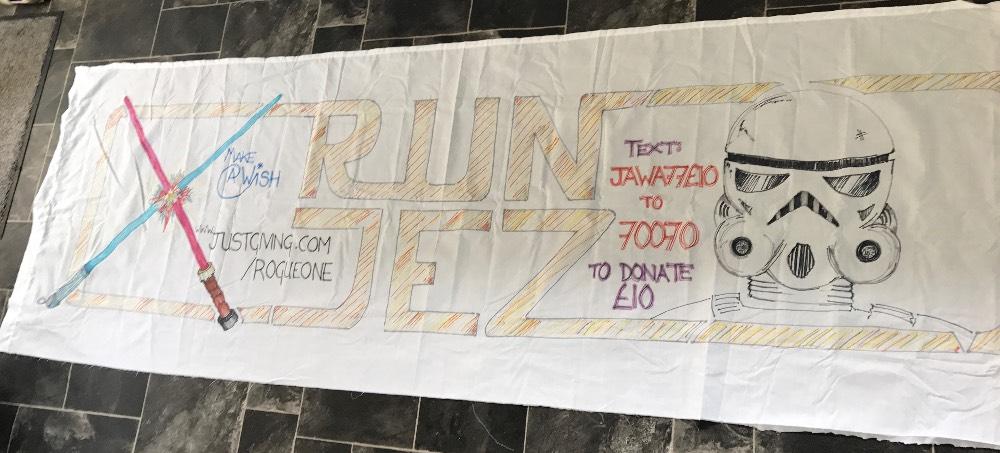 MAKE
A WISH
www.
JUSTGIVING.COM
/ROGUEONE
RUN
JEZ
TEXT:
JAWA77£10
TO
70070
TO DONATE
£10